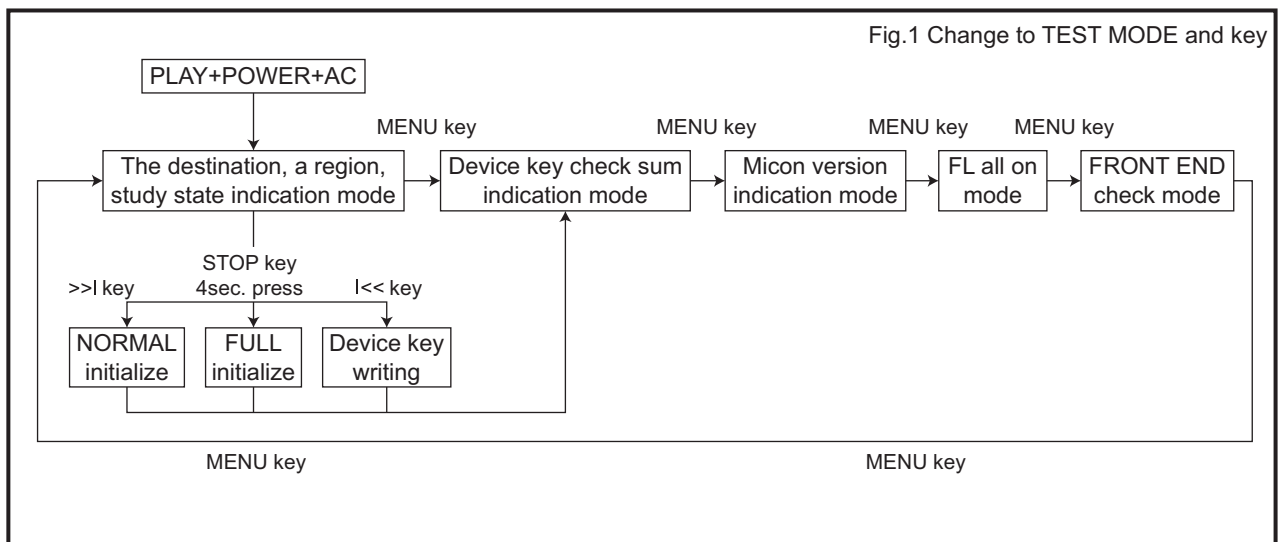 Fig.1 Change to TEST MODE and key
PLAY+POWER+AC
MENU key
MENU key
MENU key
MENU key
The destination, a region,
study state indication mode
Device key check sum
indication mode
Micon version
indication mode
FL all on
mode
FRONT END
check mode
STOP key
4sec. press
>>I key
I<< key
NORMAL
initialize
FULL
initialize
Device key
writing
MENU key
MENU key